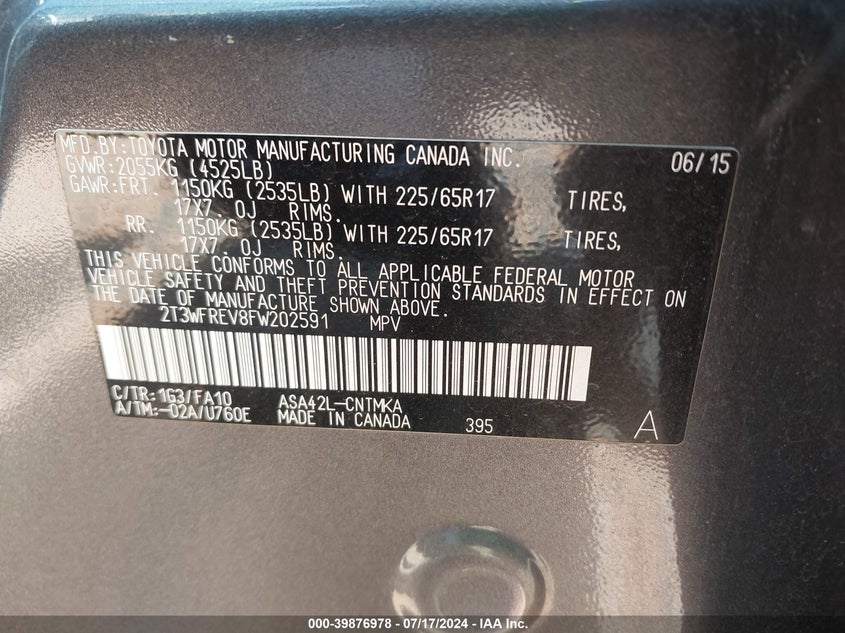 MFD.BY:TOYOTA MOTOR MANUFACTURING CANADA INC. 06/15
GVWR:2055KG (4525LB)
GAWR:FRT. 1150KG (2535LB) WITH 225/65R17 TIRES,
17X7.0J RIMS.
RR. 1150KG (2535LB) WITH 225/65R17 TIRES,
17X7.0J RIMS.
THIS VEHICLE CONFORMS TO ALL APPLICABLE FEDERAL MOTOR
VEHICLE SAFETY AND THEFT PREVENTION STANDARDS IN EFFECT ON
THE DATE OF MANUFACTURE SHOWN ABOVE.
2T3WFREV8FW202591 MPV
C/TR:1G3/FA10 ASA42L-CNTMKA
A/TM:-02A/U760E MADE IN CANADA 395 A
000-39876978 - 07/17/2024 - IAA Inc.